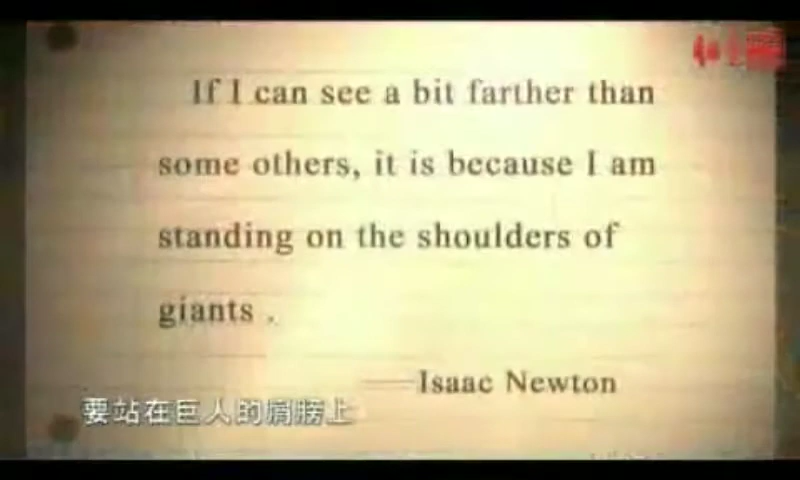 If I can see a bit farther than
some others, it is because I am
standing on the shoulders of
giants .
——Isaac Newton
要站在巨人的肩膀上